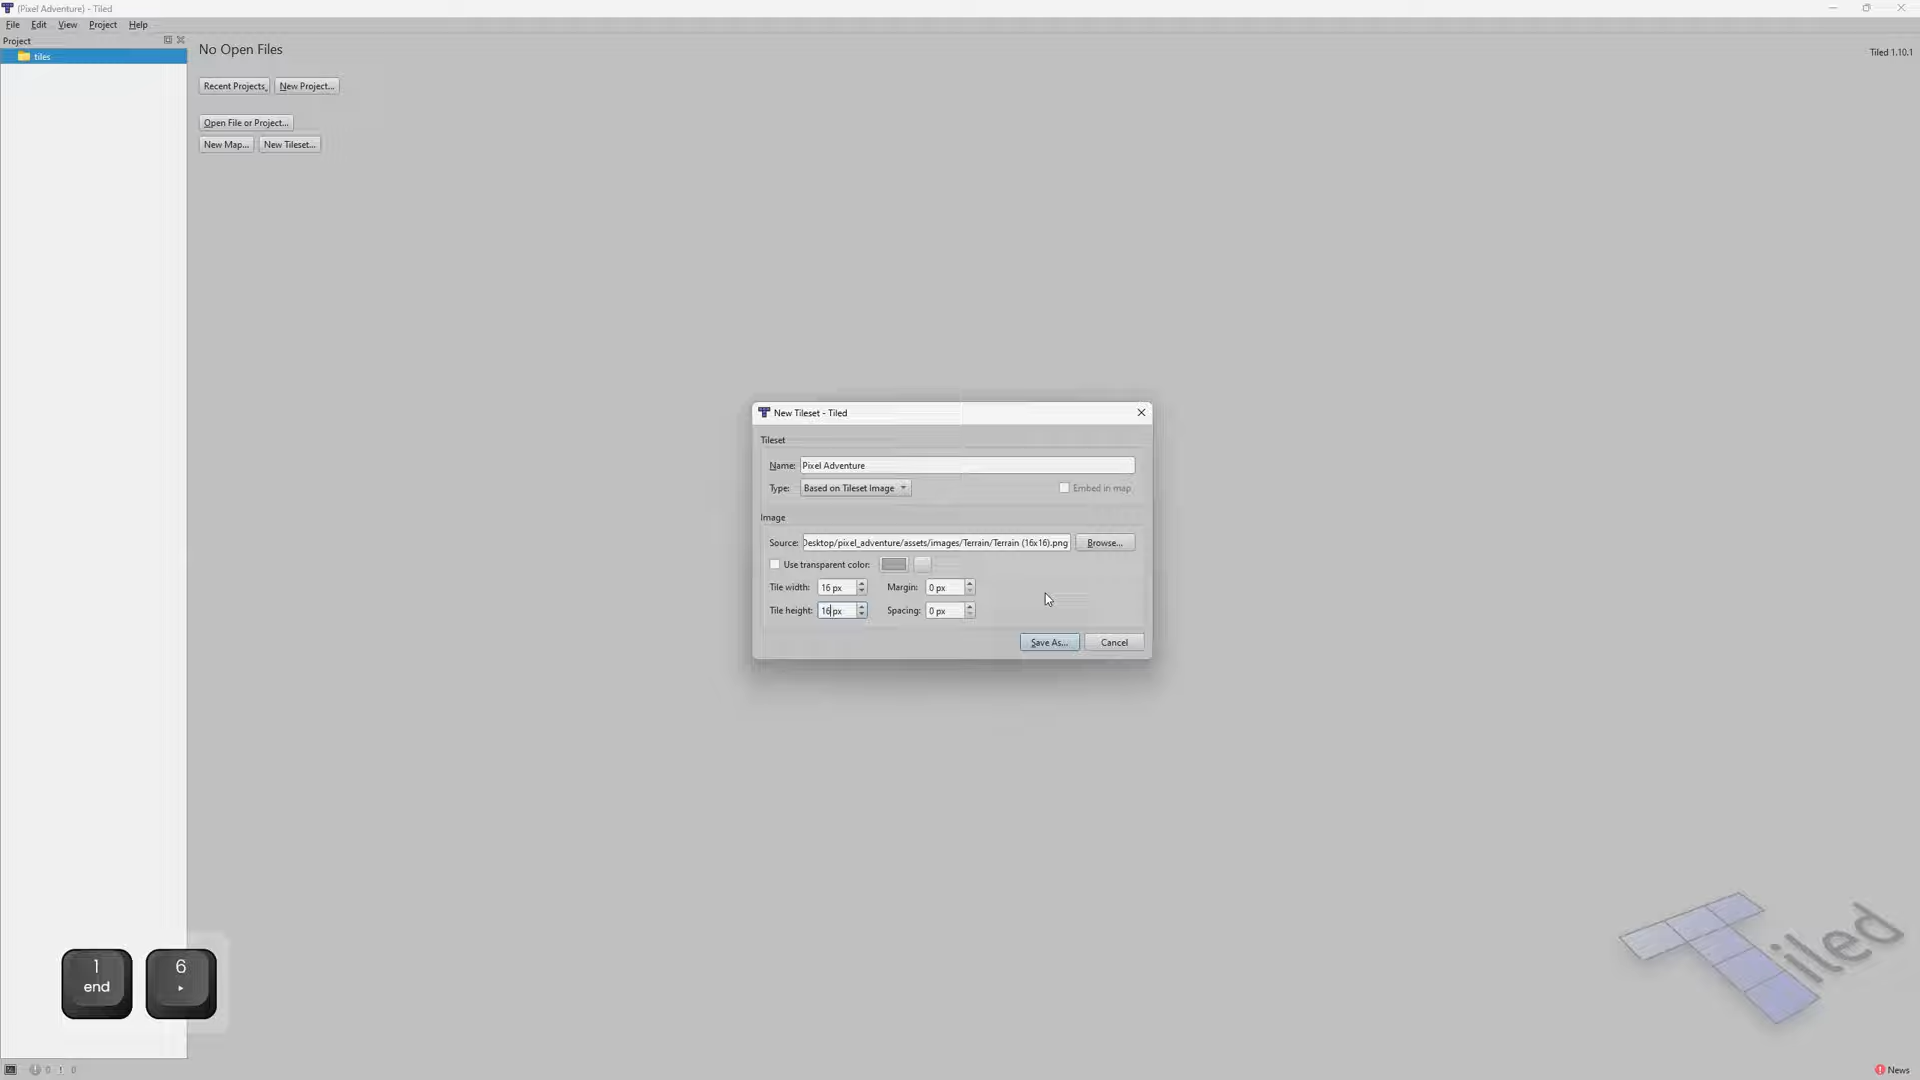 (Pixel Adventure) - Tiled
File Edit View Project Help
Project
tiles
No Open Files
Tiled 1.10.1
Recent Projects New Project...
Open File or Project...
New Map... New Tileset...
New Tileset - Tiled
Tileset
Name: Pixel Adventure
Type: Based on Tileset Image Embed in map
Image
Source: Desktop/pixel_adventure/assets/images/Terrain/Terrain (16x16).png Browse...
Use transparent color:
Tile width: 16 px Margin: 0 px
Tile height: 16 px Spacing: 0 px
Save As... Cancel
Tiled
1 6
end
0 0
News